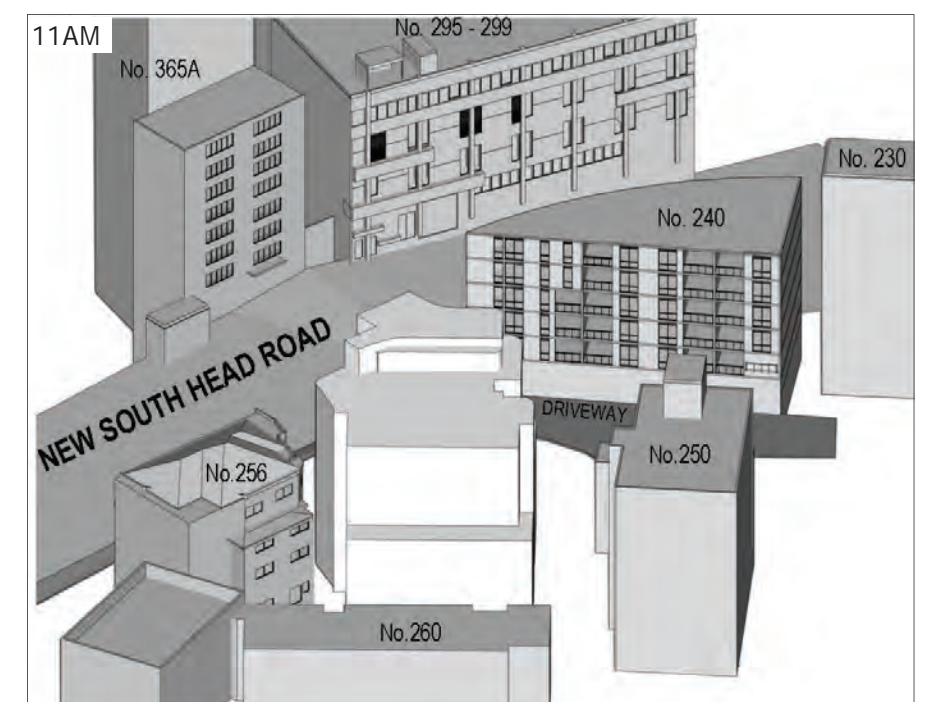 11AM
No. 295 - 299
No. 365A
No. 230
No. 240
NEW SOUTH HEAD ROAD
DRIVEWAY
No.250
No.256
No.260